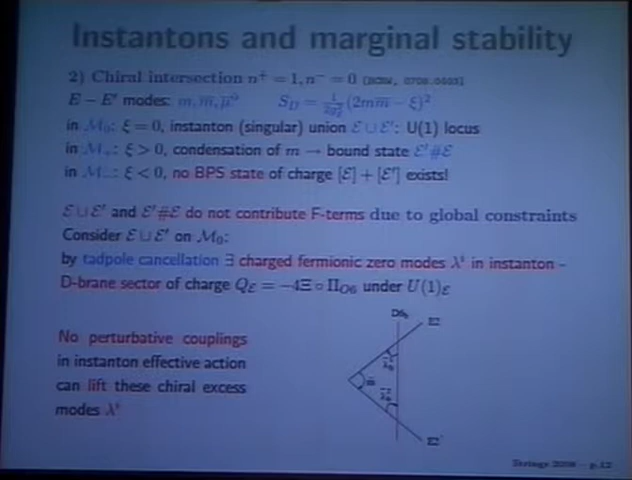 Instantons and marginal stability
2) Chiral intersection n⁺ = 1, n⁻ = 0
E − E′ modes: m, m̄, μ̄ᵅ S_D = (2mm̄ − ξ)²
in M₀: ξ = 0, instanton (singular) union ℰ ∪ ℰ′: U(1) locus
in M₊: ξ > 0, condensation of m → bound state ℰ′#ℰ
in M₋: ξ < 0, no BPS state of charge [ℰ] + [ℰ′] exists!
ℰ ∪ ℰ′ and ℰ′#ℰ do not contribute F-terms due to global constraints
Consider ℰ ∪ ℰ′ on M₀:
by tadpole cancellation ∃ charged fermionic zero modes λⁱ in instanton –
D-brane sector of charge Q_ℰ = −4Ξ ∘ Π_O6 under U(1)_ℰ
No perturbative couplings
in instanton effective action
can lift these chiral excess
modes λⁱ
Strings 2008 – p.12